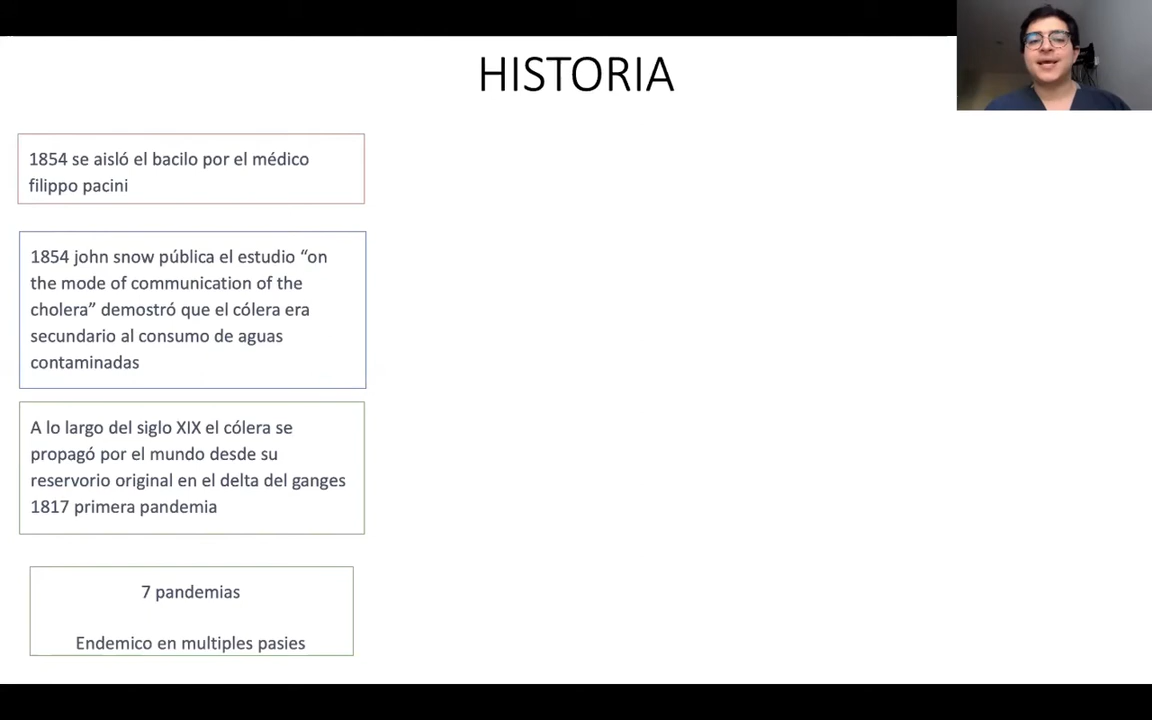 HISTORIA
1854 se aisló el bacilo por el médico
filippo pacini
1854 john snow pública el estudio “on
the mode of communication of the
cholera” demostró que el cólera era
secundario al consumo de aguas
contaminadas
A lo largo del siglo XIX el cólera se
propagó por el mundo desde su
reservorio original en el delta del ganges
1817 primera pandemia
7 pandemias
Endemico en multiples pasies